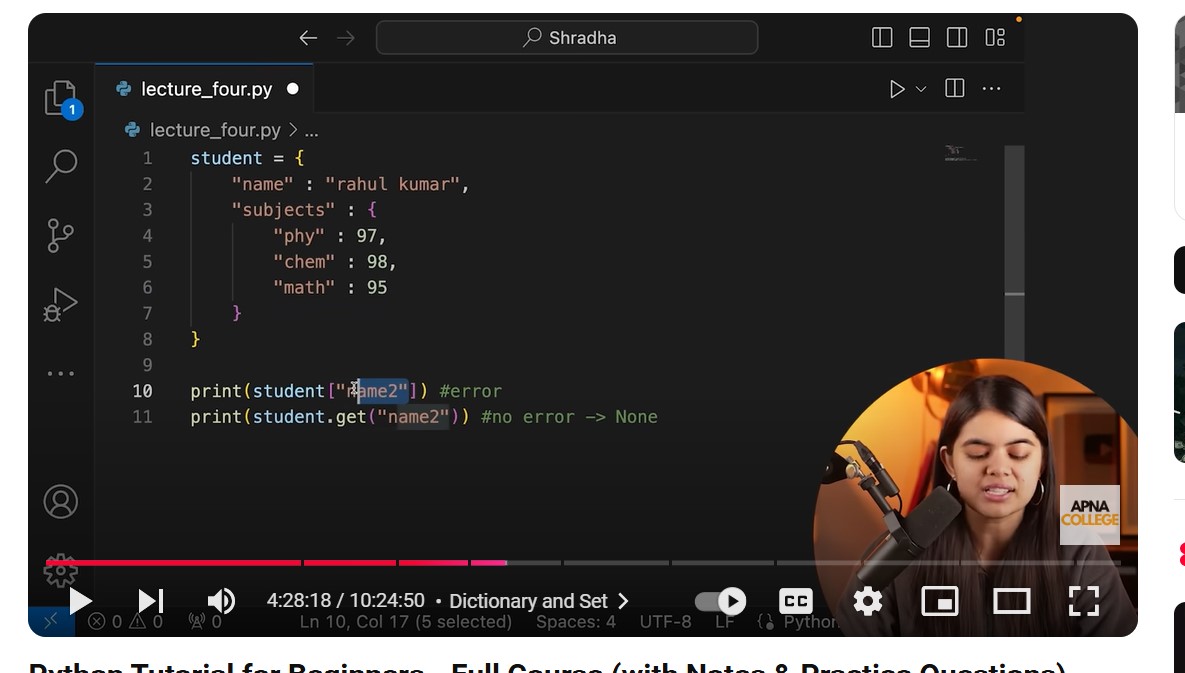 Shradha
lecture_four.py
1
lecture_four.py > ...
1 student = {
2 "name" : "rahul kumar",
3 "subjects" : {
4 "phy" : 97,
5 "chem" : 98,
6 "math" : 95
7 }
8 }
9
10 print(student["name2"]) #error
11 print(student.get("name2")) #no error -> None
APNA
COLLEGE
4:28:18 / 10:24:50 • Dictionary and Set >
CC
0 0 0 Ln 10, Col 17 (5 selected) Spaces: 4 UTF-8 LF Python
Python Tutorial for Beginners - Full Course (with Notes & Practice Questions)